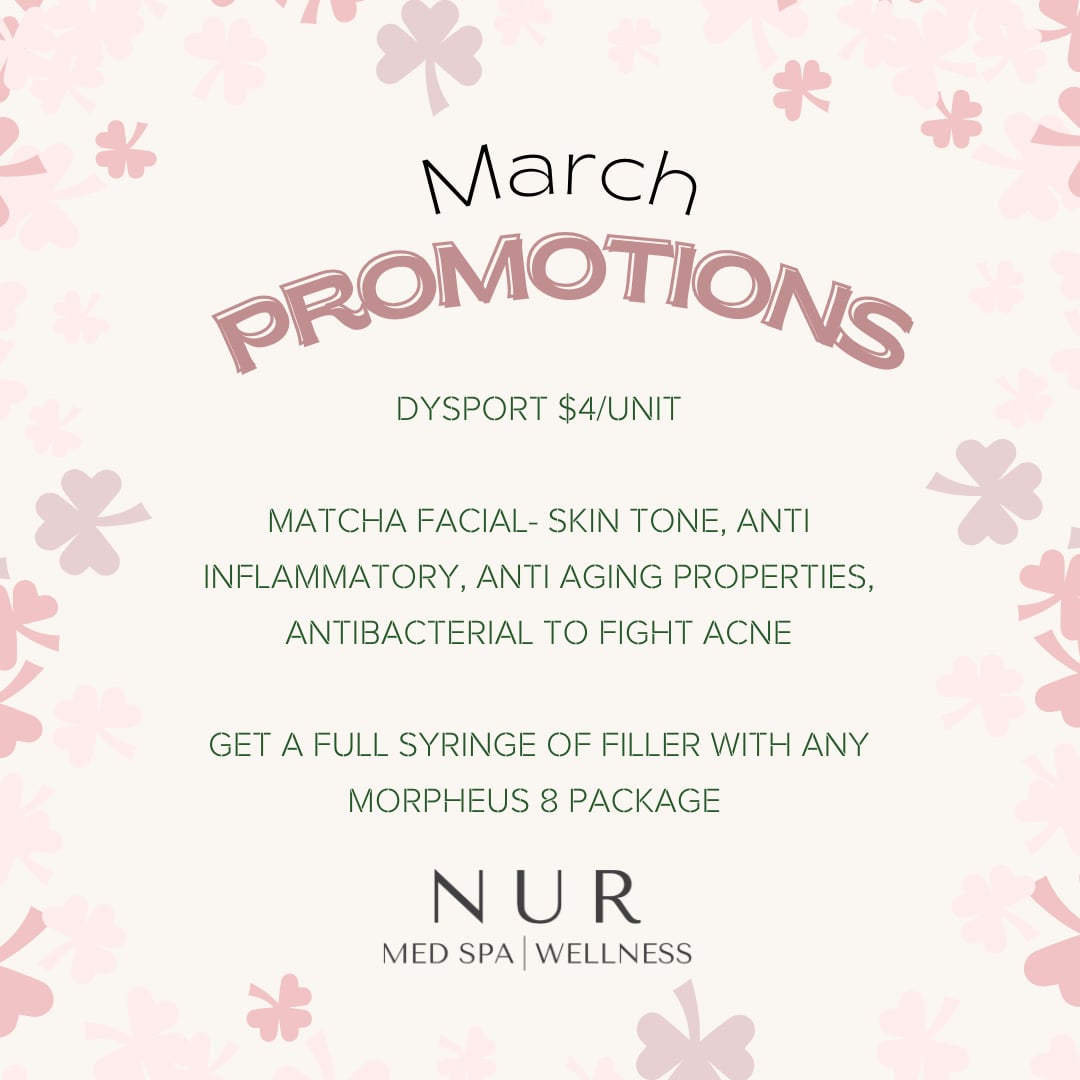 March
PROMOTIONS
DYSPORT $4/UNIT
MATCHA FACIAL- SKIN TONE, ANTI
INFLAMMATORY, ANTI AGING PROPERTIES,
ANTIBACTERIAL TO FIGHT ACNE
GET A FULL SYRINGE OF FILLER WITH ANY
MORPHEUS 8 PACKAGE
NUR
MED SPA | WELLNESS